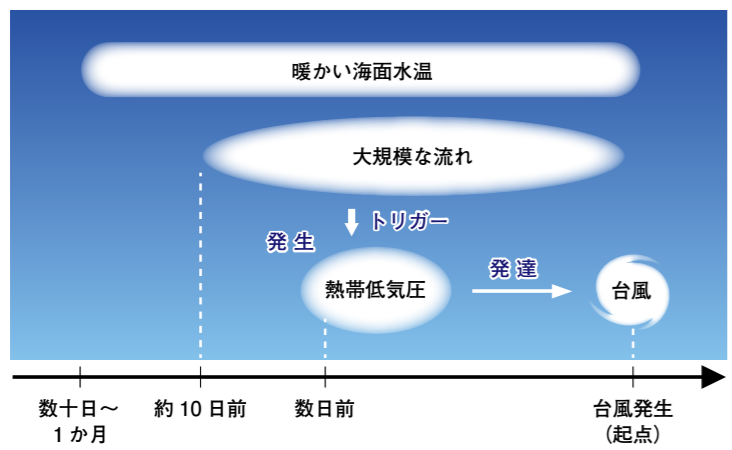 暖かい海面水温
大規模な流れ
トリガー
発生
熱帯低気圧
発達
台風
数十日〜
1か月
約10日前
数日前
台風発生
(起点)